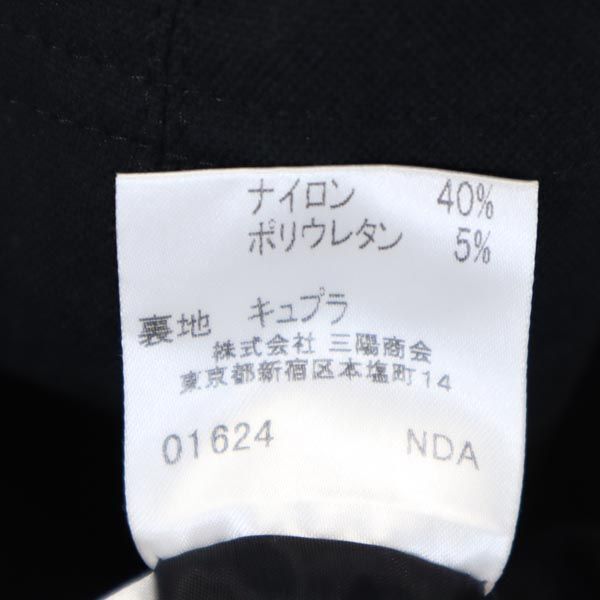 ナイロン 40%
ポリウレタン 5%
裏地 キュプラ
株式会社 三陽商会
東京都新宿区本塩町14
01624 NDA